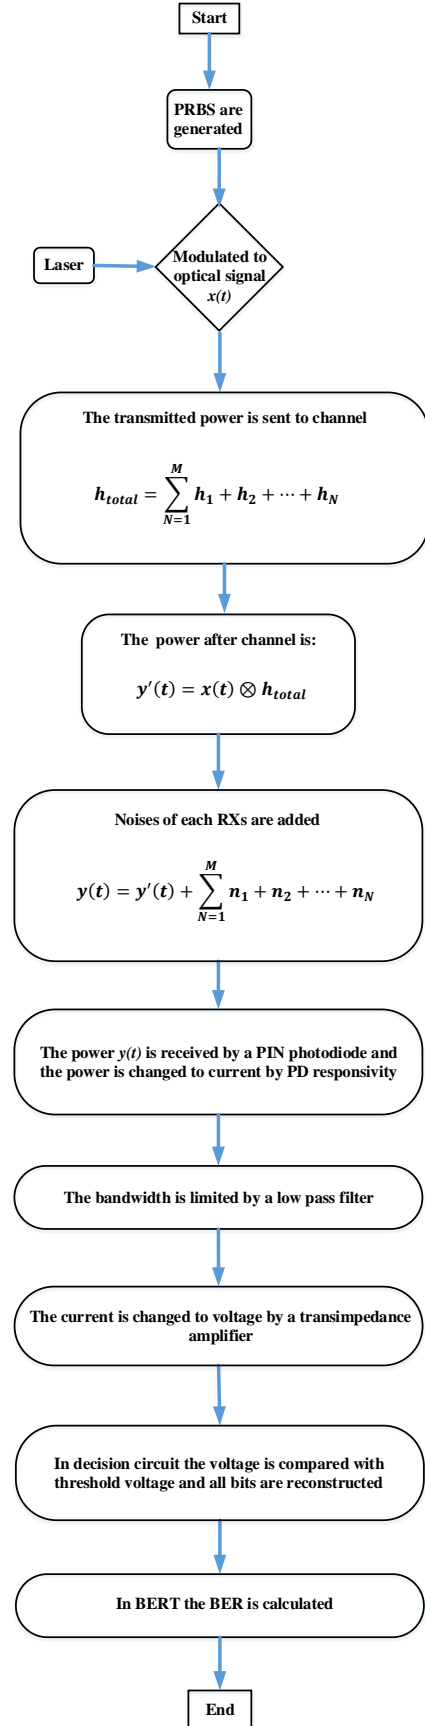 Start
PRBS are
generated
Laser
Modulated to
optical signal
x(t)
The transmitted power is sent to channel
h_total = ∑_{N=1}^{M} h_1 + h_2 + ⋯ + h_N
The power after channel is:
y′(t) = x(t) ⊗ h_total
Noises of each RXs are added
y(t) = y′(t) + ∑_{N=1}^{M} n_1 + n_2 + ⋯ + n_N
The power y(t) is received by a PIN photodiode and
the power is changed to current by PD responsivity
The bandwidth is limited by a low pass filter
The current is changed to voltage by a transimpedance
amplifier
In decision circuit the voltage is compared with
threshold voltage and all bits are reconstructed
In BERT the BER is calculated
End